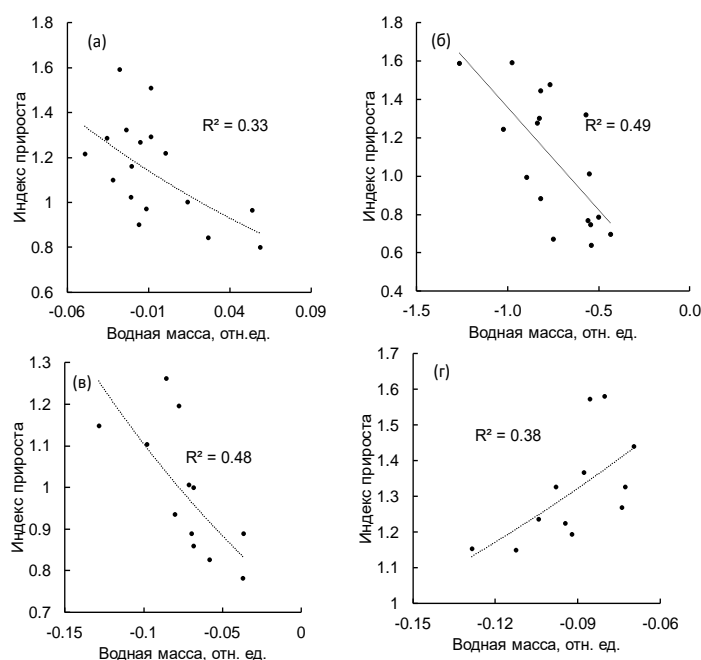 (а)
R² = 0.33
Индекс прироста
1.8
1.6
1.4
1.2
1
0.8
0.6
-0.06
-0.01
0.04
0.09
Водная масса, отн.ед.
(б)
R² = 0.49
Индекс прироста
1.8
1.6
1.4
1.2
1.0
0.8
0.6
0.4
-1.5
-1.0
-0.5
0.0
Водная масса, отн. ед.
(в)
R² = 0.48
Индекс прироста
1.3
1.2
1.1
1
0.9
0.8
0.7
-0.15
-0.1
-0.05
0
Водная масса, отн. ед.
(г)
R² = 0.38
Индекс прироста
1.7
1.6
1.5
1.4
1.3
1.2
1.1
1
-0.15
-0.12
-0.09
-0.06
Водная масса, отн. ед.